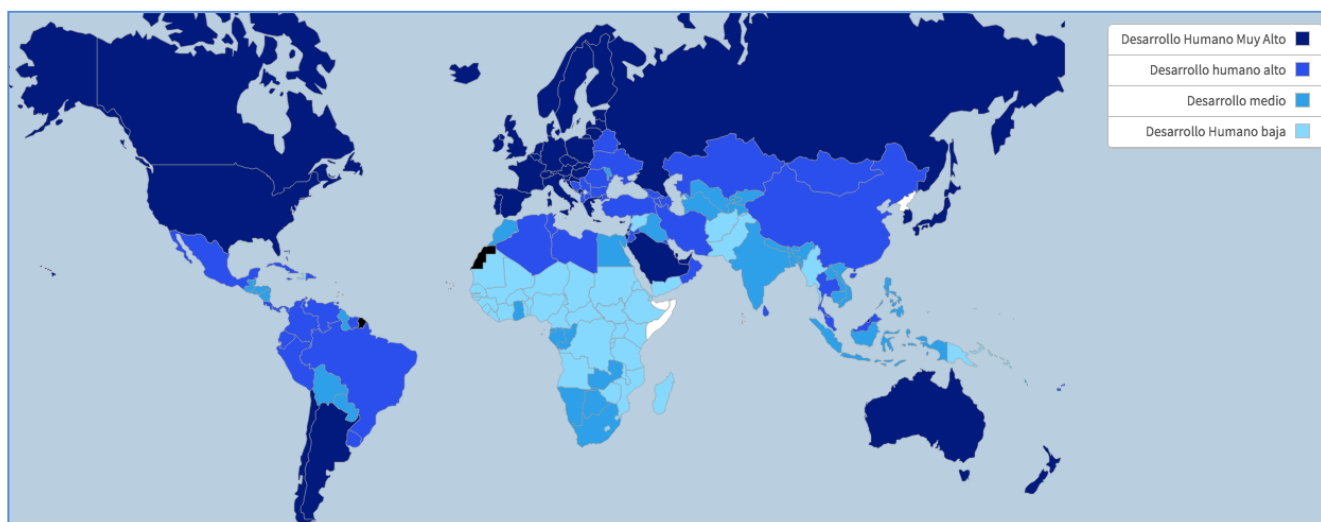 Desarrollo Humano Muy Alto
Desarrollo humano alto
Desarrollo medio
Desarrollo Humano baja